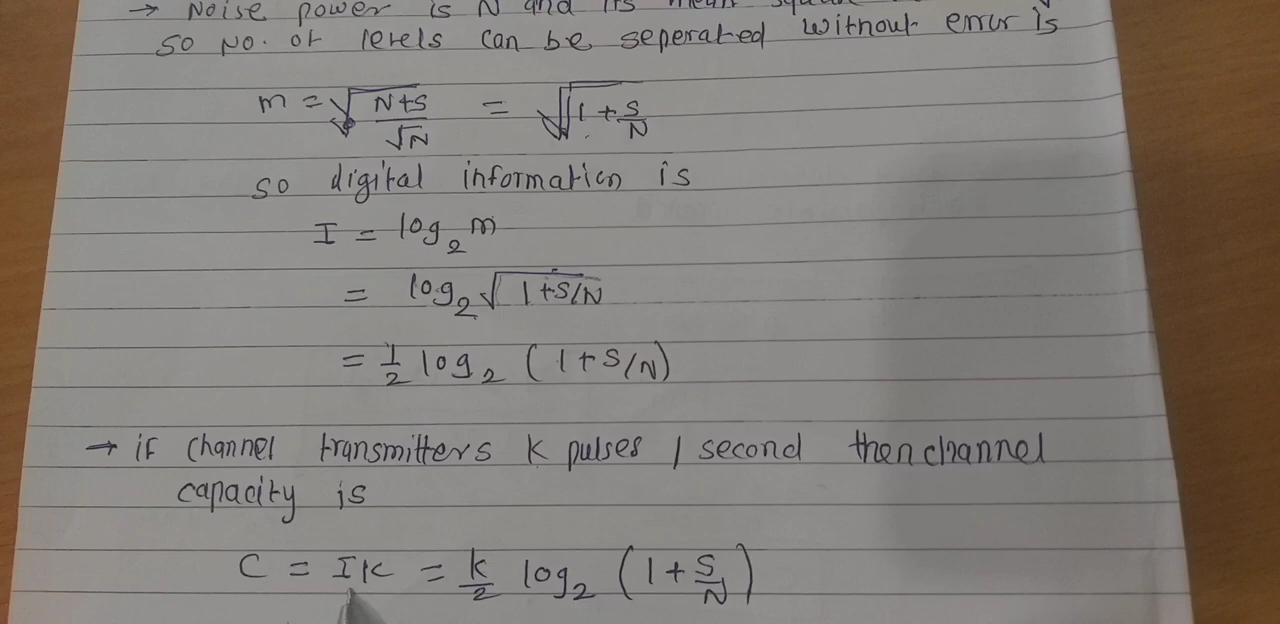 → Noise power is N and its mean square
so No. of levels can be seperated without error is
m = √N+S / √N = √1 + S/N
so digital information is
I = log₂ m
= log₂ √1+S/N
= 1/2 log₂ (1+S/N)
→ if channel transmitters K pulses / second then channel
capacity is
C = IK = k/2 log₂ (1 + S/N)